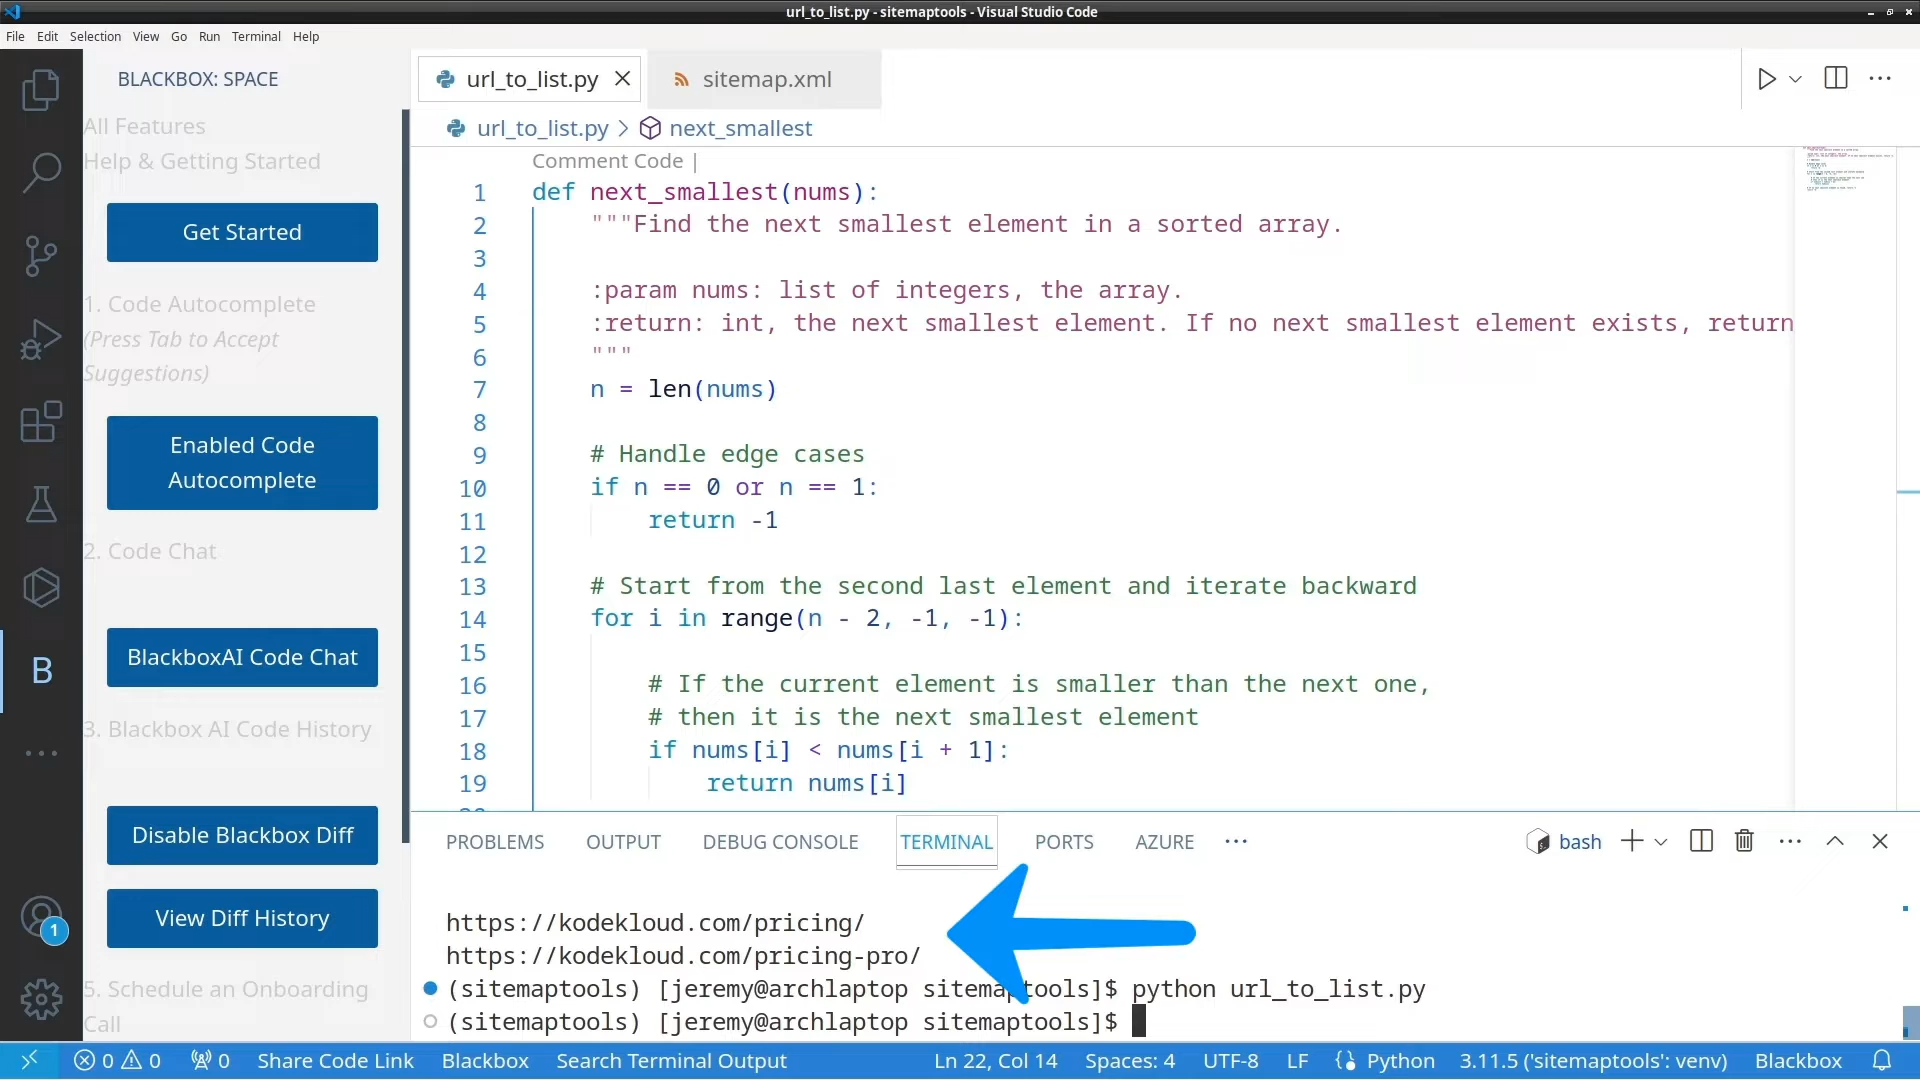 url_to_list.py - sitemaptools - Visual Studio Code
File Edit Selection View Go Run Terminal Help
BLACKBOX: SPACE
All Features
Help & Getting Started
Get Started
1. Code Autocomplete
(Press Tab to Accept
Suggestions)
Enabled Code
Autocomplete
2. Code Chat
BlackboxAI Code Chat
3. Blackbox AI Code History
Disable Blackbox Diff
View Diff History
5. Schedule an Onboarding
Call
B
1
url_to_list.py
sitemap.xml
url_to_list.py > next_smallest
Comment Code |
1 def next_smallest(nums):
2 """Find the next smallest element in a sorted array.
3
4 :param nums: list of integers, the array.
5 :return: int, the next smallest element. If no next smallest element exists, return
6 """
7 n = len(nums)
8
9 # Handle edge cases
10 if n == 0 or n == 1:
11 return -1
12
13 # Start from the second last element and iterate backward
14 for i in range(n - 2, -1, -1):
15
16 # If the current element is smaller than the next one,
17 # then it is the next smallest element
18 if nums[i] < nums[i + 1]:
19 return nums[i]
PROBLEMS OUTPUT DEBUG CONSOLE TERMINAL PORTS AZURE ··· bash
https://kodekloud.com/pricing/
https://kodekloud.com/pricing-pro/
(sitemaptools) [jeremy@archlaptop sitemaptools]$ python url_to_list.py
(sitemaptools) [jeremy@archlaptop sitemaptools]$
0 0 0 Share Code Link Blackbox Search Terminal Output Ln 22, Col 14 Spaces: 4 UTF-8 LF Python 3.11.5 ('sitemaptools': venv) Blackbox